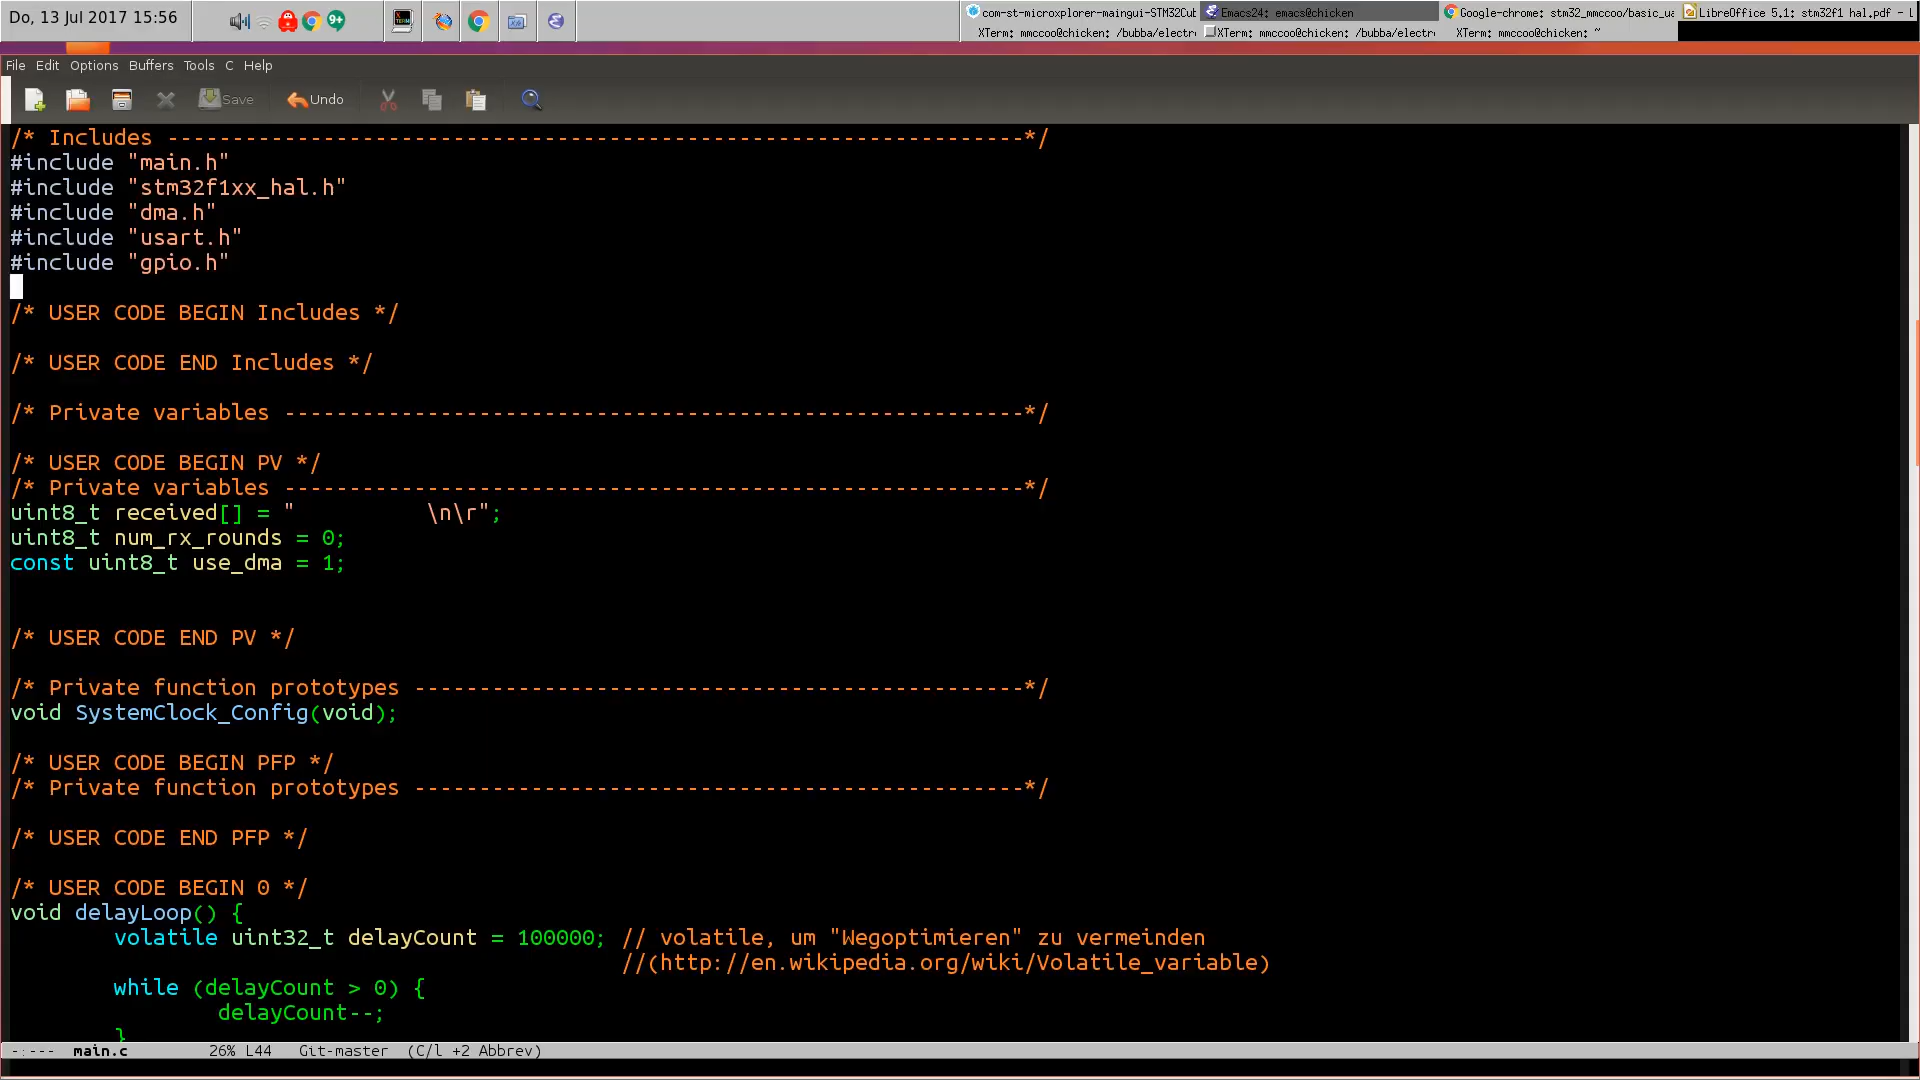 Do, 13 Jul 2017 15:56
9+
com-st-microxplorer-maingui-STM32Cub
Emacs24: emacs@chicken
Google-chrome: stm32_mmccoo/basic_ua
LibreOffice 5.1: stm32f1 hal.pdf - L
XTerm: mmccoo@chicken: /bubba/electr
XTerm: mmccoo@chicken: /bubba/electr
XTerm: mmccoo@chicken: ~
File Edit Options Buffers Tools C Help
Save Undo
/* Includes ------------------------------------------------------------------*/
#include "main.h"
#include "stm32f1xx_hal.h"
#include "dma.h"
#include "usart.h"
#include "gpio.h"
/* USER CODE BEGIN Includes */
/* USER CODE END Includes */
/* Private variables ---------------------------------------------------------*/
/* USER CODE BEGIN PV */
/* Private variables ---------------------------------------------------------*/
uint8_t received[] = "          \n\r";
uint8_t num_rx_rounds = 0;
const uint8_t use_dma = 1;
/* USER CODE END PV */
/* Private function prototypes -----------------------------------------------*/
void SystemClock_Config(void);
/* USER CODE BEGIN PFP */
/* Private function prototypes -----------------------------------------------*/
/* USER CODE END PFP */
/* USER CODE BEGIN 0 */
void delayLoop() {
        volatile uint32_t delayCount = 100000; // volatile, um "Wegoptimieren" zu vermeinden
                                               //(http://en.wikipedia.org/wiki/Volatile_variable)
        while (delayCount > 0) {
                delayCount--;
        }
-:--- main.c 26% L44 Git-master (C/l +2 Abbrev)